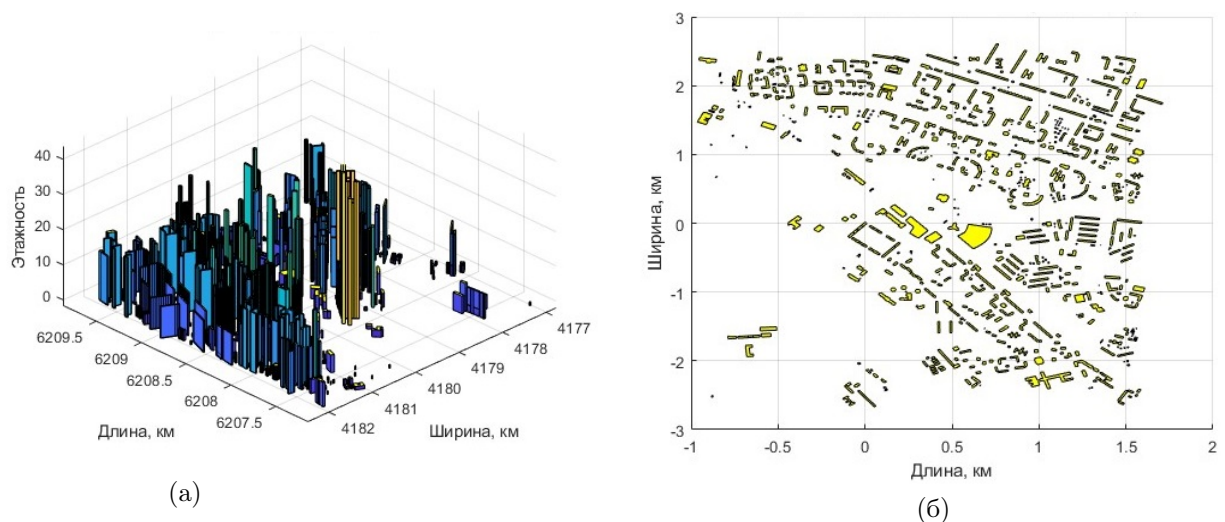 40
30
20
10
0
Этажность
6209.5
6209
6208.5
6208
6207.5
Длина, км
4182
4181
4180
4179
4178
4177
Ширина, км
(а)
3
2
1
0
-1
-2
-3
Ширина, км
-1 -0.5 0 0.5 1 1.5 2
Длина, км
(б)